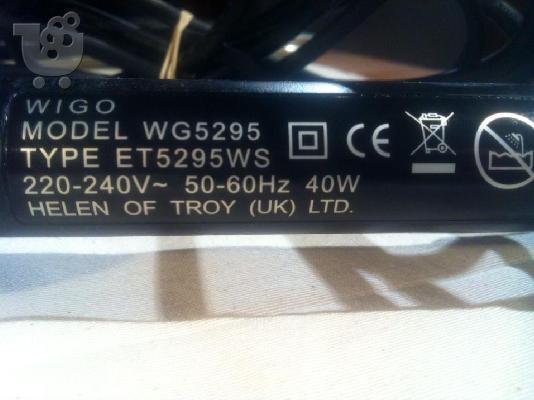 WIGO
MODEL WG5295
TYPE ET5295WS
220-240V~ 50-60Hz 40W
HELEN OF TROY (UK) LTD.
CE